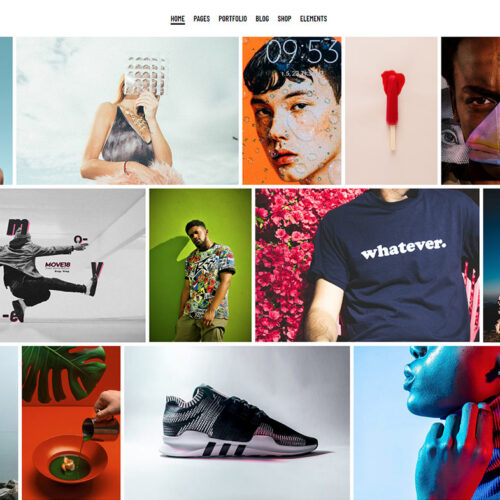 HOME PAGES PORTFOLIO BLOG SHOP ELEMENTS
09:53
whatever.
n
o-
MOVE18
v
-e